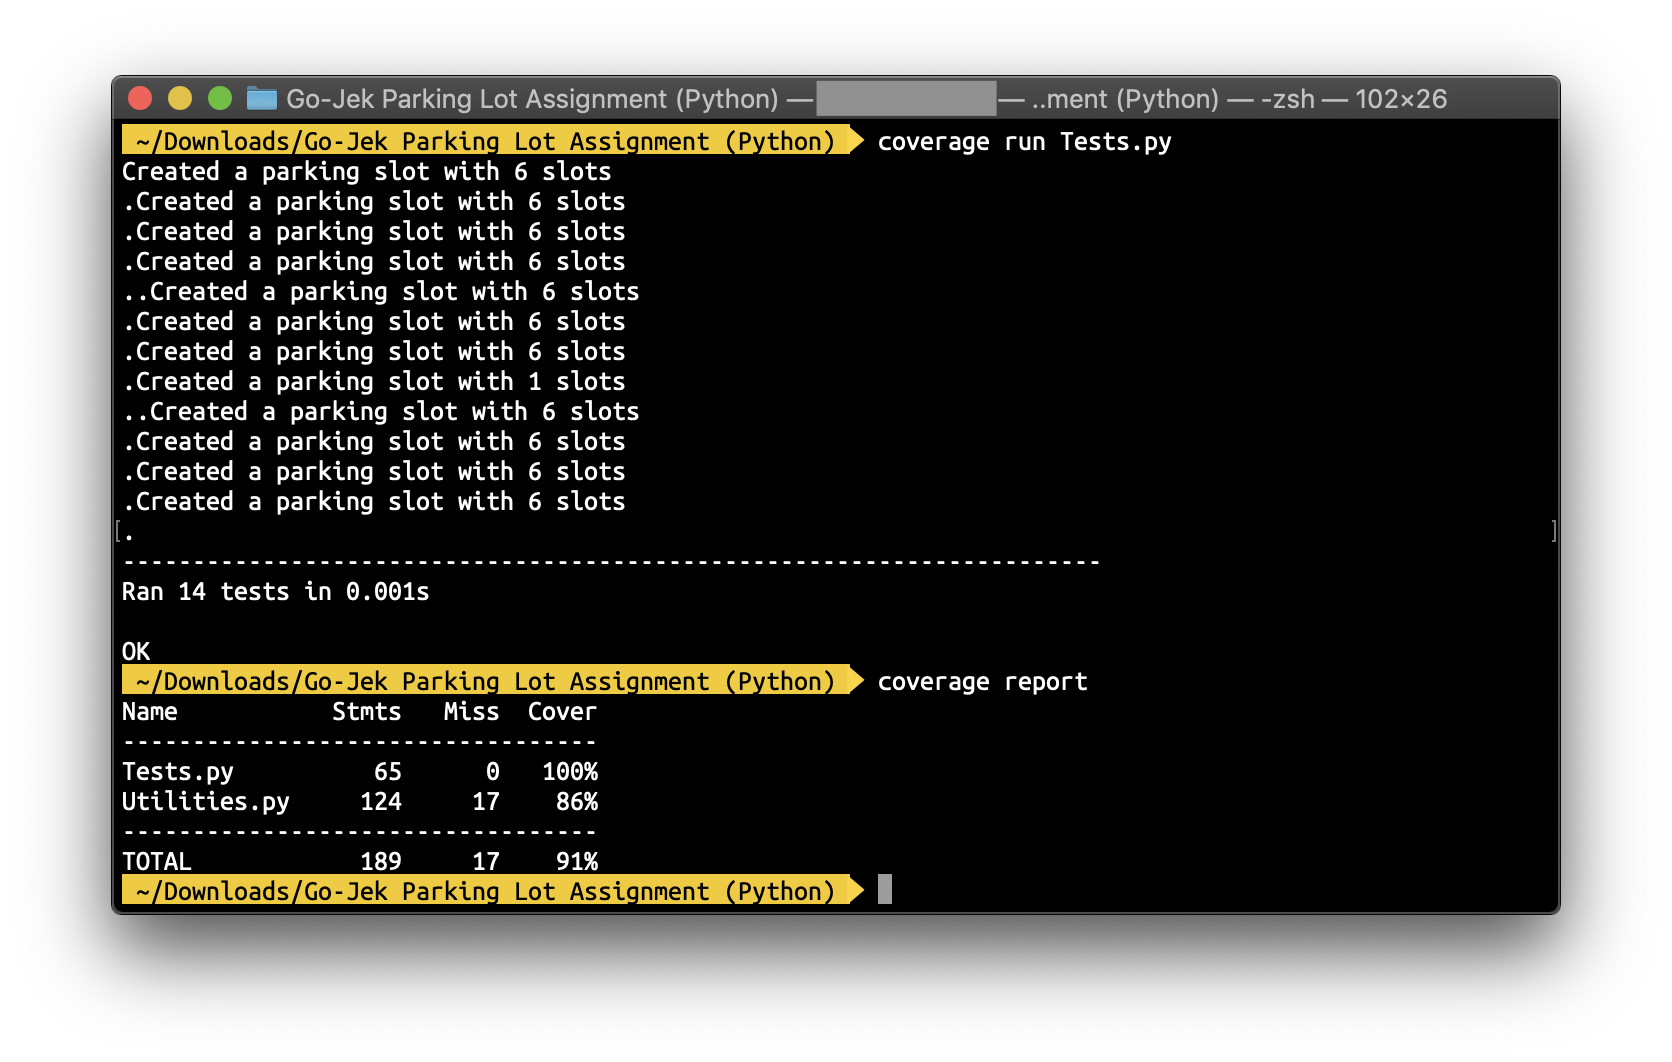 Go-Jek Parking Lot Assignment (Python) — — ..ment (Python) — -zsh — 102×26
~/Downloads/Go-Jek Parking Lot Assignment (Python) coverage run Tests.py
Created a parking slot with 6 slots
.Created a parking slot with 6 slots
.Created a parking slot with 6 slots
.Created a parking slot with 6 slots
..Created a parking slot with 6 slots
.Created a parking slot with 6 slots
.Created a parking slot with 6 slots
.Created a parking slot with 1 slots
..Created a parking slot with 6 slots
.Created a parking slot with 6 slots
.Created a parking slot with 6 slots
.Created a parking slot with 6 slots
[. ]
----------------------------------------------------------------------
Ran 14 tests in 0.001s
OK
~/Downloads/Go-Jek Parking Lot Assignment (Python) coverage report
Name           Stmts   Miss  Cover
----------------------------------
Tests.py          65      0   100%
Utilities.py     124     17    86%
----------------------------------
TOTAL            189     17    91%
~/Downloads/Go-Jek Parking Lot Assignment (Python)